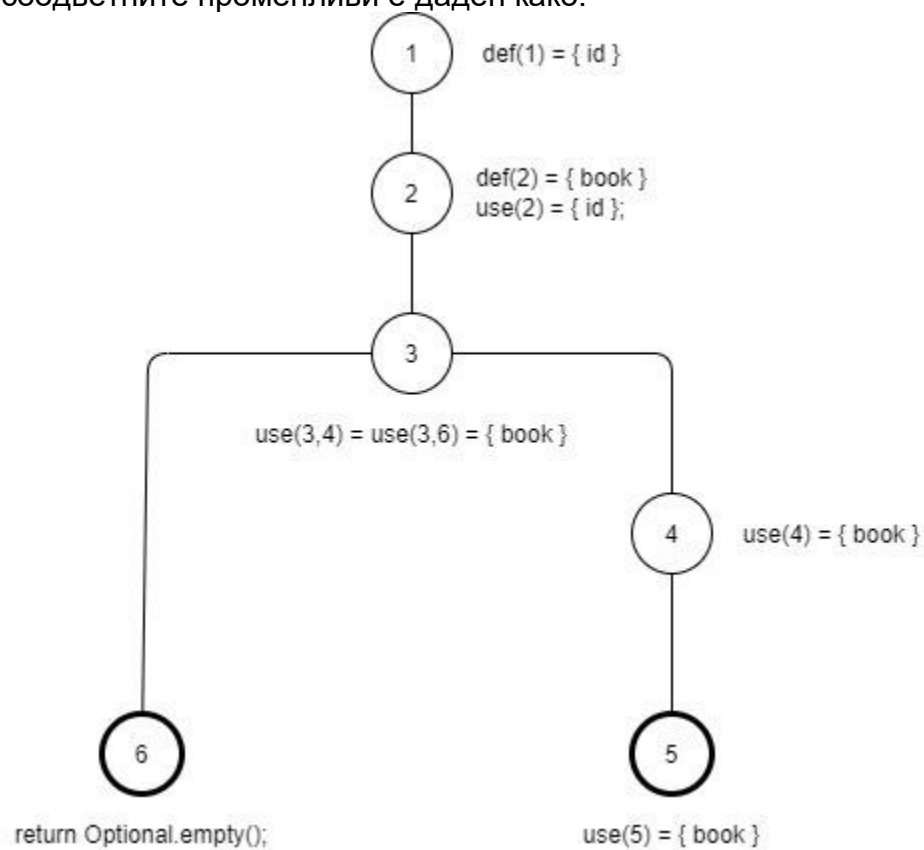 соодветните променливи е даден како:
1
def(1) = { id }
2
def(2) = { book }
use(2) = { id };
3
use(3,4) = use(3,6) = { book }
4
use(4) = { book }
6
5
return Optional.empty();
use(5) = { book }